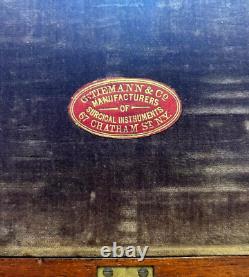 G. TIEMANN & CO.
MANUFACTURERS
OF
SURGICAL INSTRUMENTS
67 CHATHAM ST. N.Y.